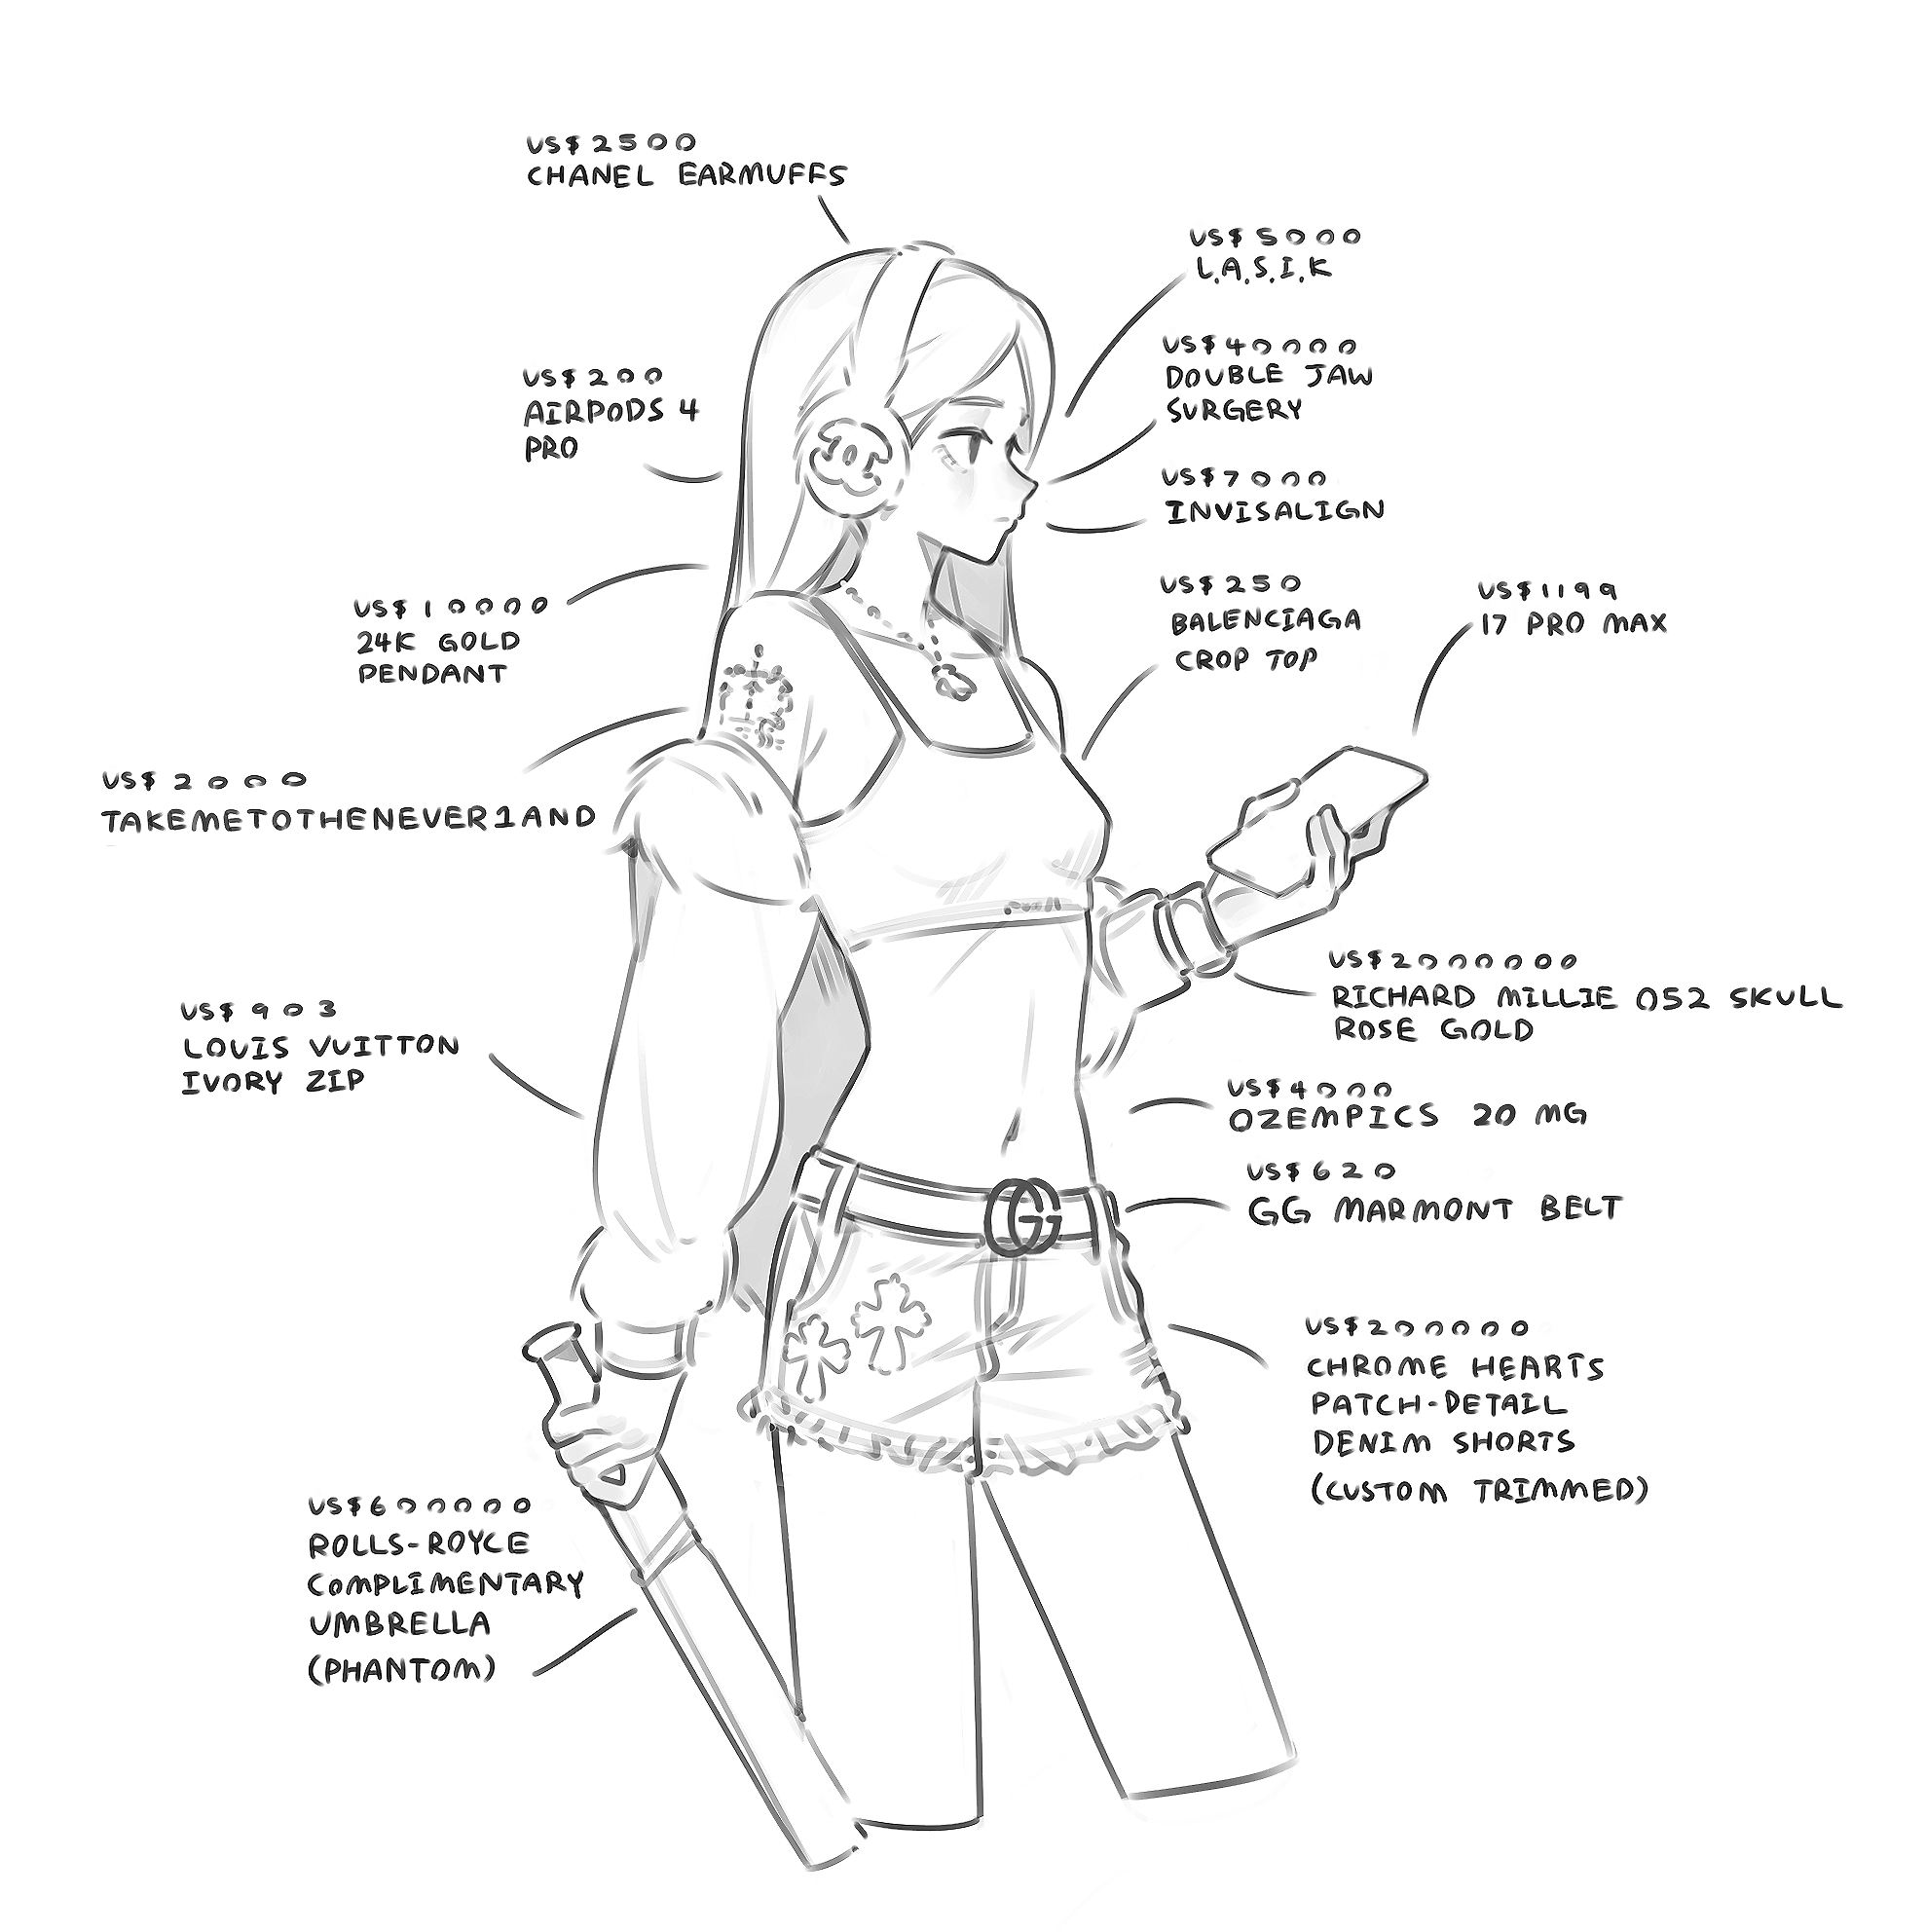 US$2500
CHANEL EARMUFFS
US$5000
L.A.S.I.K
US$40000
DOUBLE JAW
SURGERY
US$200
AIRPODS 4
PRO
US$7000
INVISALIGN
US$10000
24K GOLD
PENDANT
US$250
BALENCIAGA
CROP TOP
US$1199
17 PRO MAX
US$2000
TAKEMETOTHENEVER1AND
US$2000000
RICHARD MILLIE 052 SKULL
ROSE GOLD
US$903
LOUIS VUITTON
IVORY ZIP
US$4000
OZEMPICS 20 MG
US$620
GG MARMONT BELT
GG
US$200000
CHROME HEARTS
PATCH-DETAIL
DENIM SHORTS
(CUSTOM TRIMMED)
US$600000
ROLLS-ROYCE
COMPLIMENTARY
UMBRELLA
(PHANTOM)